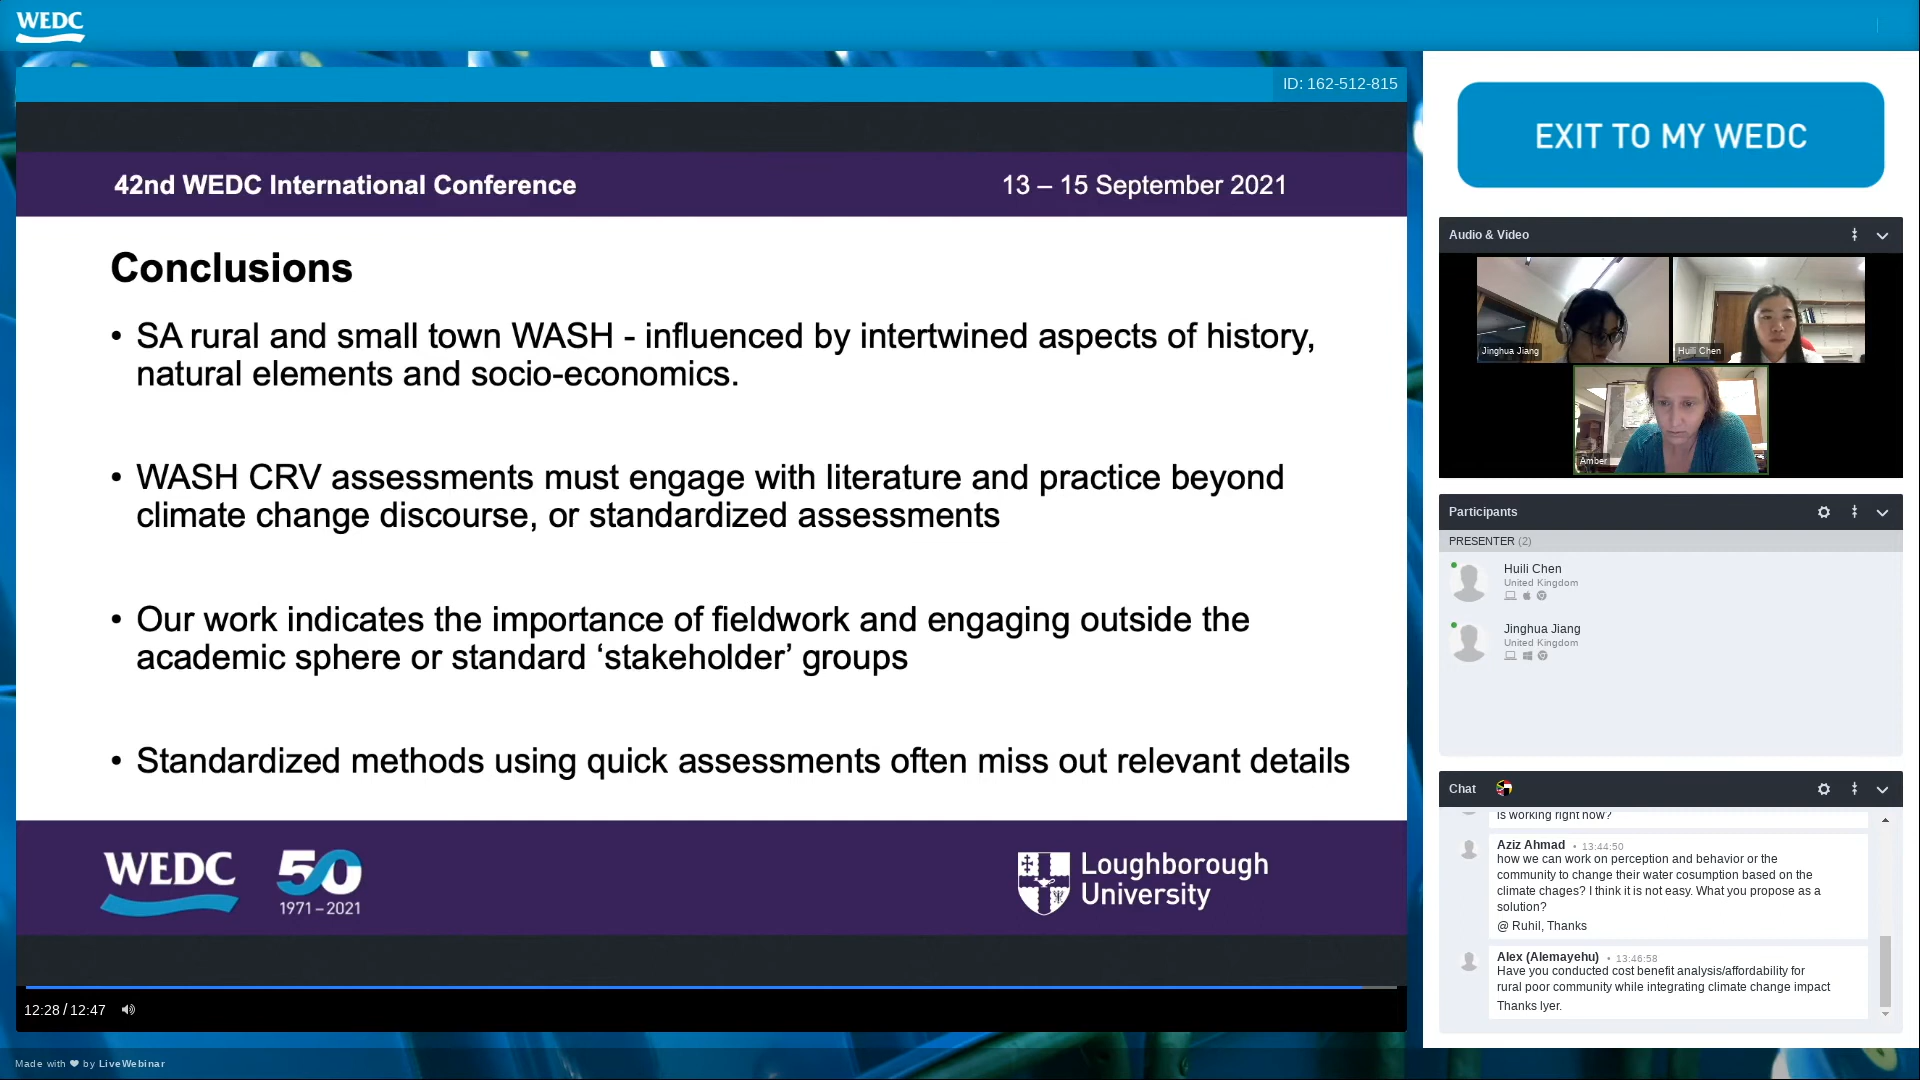 WEDC
ID: 162-512-815
42nd WEDC International Conference
13 – 15 September 2021
Conclusions
• SA rural and small town WASH - influenced by intertwined aspects of history,
natural elements and socio-economics.
• WASH CRV assessments must engage with literature and practice beyond
climate change discourse, or standardized assessments
• Our work indicates the importance of fieldwork and engaging outside the
academic sphere or standard ‘stakeholder’ groups
• Standardized methods using quick assessments often miss out relevant details
WEDC
50
1971 – 2021
Loughborough
University
12:28 / 12:47
Made with ❤ by LiveWebinar
EXIT TO MY WEDC
Audio & Video
Jinghua Jiang
Huili Chen
Amber
Participants
PRESENTER (2)
Huili Chen
United Kingdom
Jinghua Jiang
United Kingdom
Chat
is working right now?
Aziz Ahmad • 13:44:50
how we can work on perception and behavior or the
community to change their water cosumption based on the
climate chages? I think it is not easy. What you propose as a
solution?
@ Ruhil, Thanks
Alex (Alemayehu) • 13:46:58
Have you conducted cost benefit analysis/affordability for
rural poor community while integrating climate change impact
Thanks Iyer.